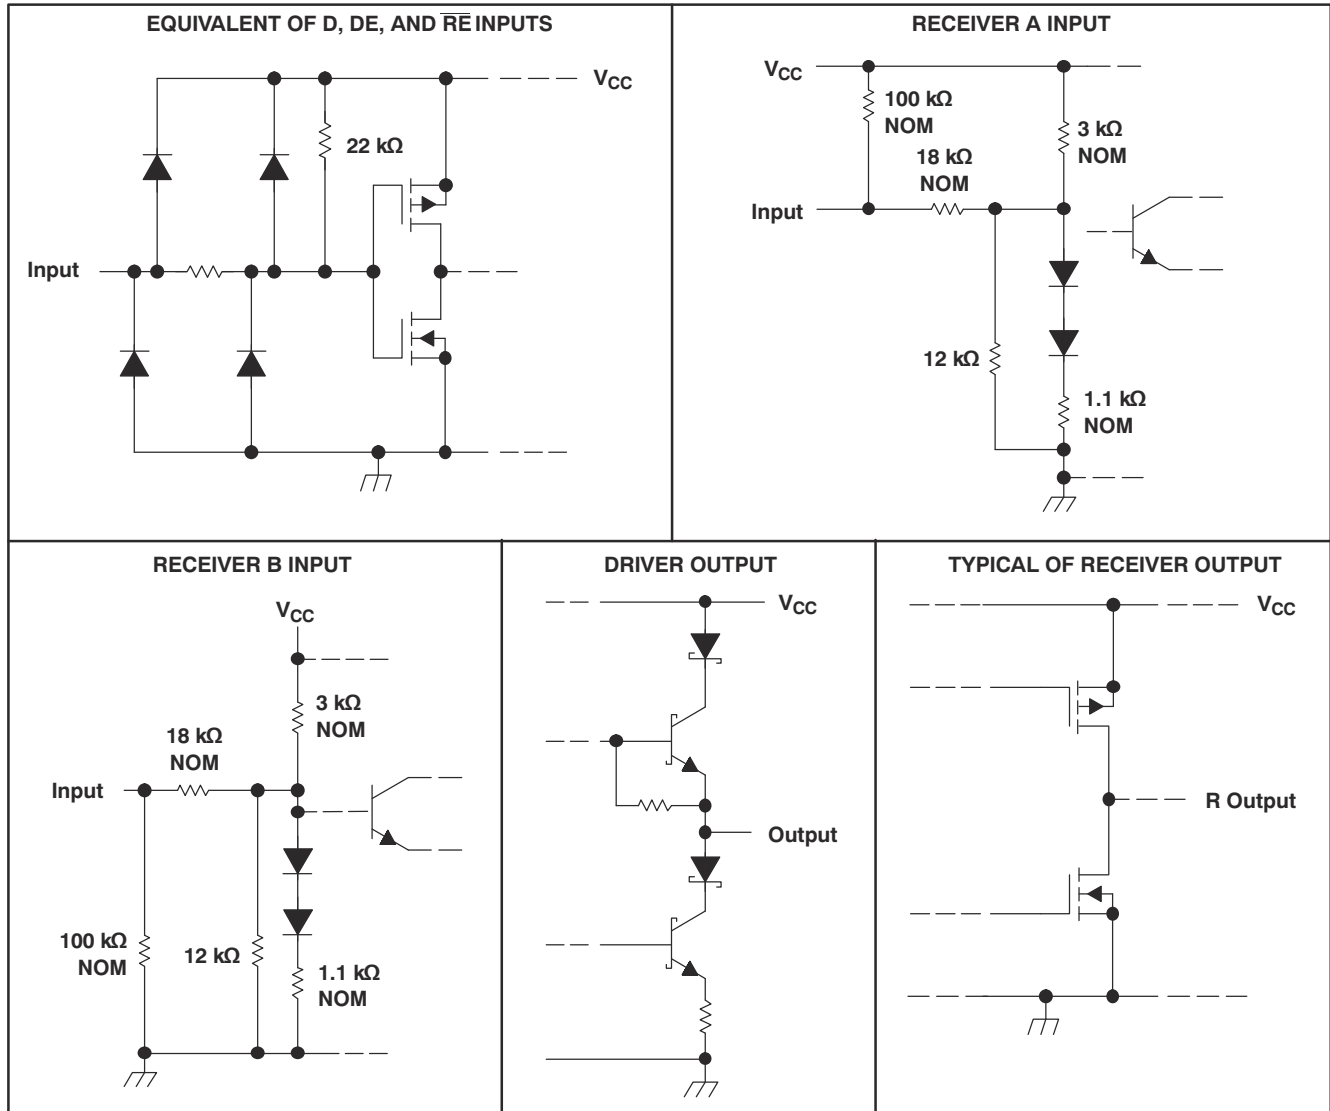 EQUIVALENT OF D, DE, AND R̅E̅ INPUTS
VCC
22 kΩ
Input
RECEIVER A INPUT
VCC
100 kΩ
NOM
3 kΩ
NOM
18 kΩ
NOM
Input
12 kΩ
1.1 kΩ
NOM
RECEIVER B INPUT
VCC
3 kΩ
NOM
18 kΩ
NOM
Input
100 kΩ
NOM
12 kΩ
1.1 kΩ
NOM
DRIVER OUTPUT
VCC
Output
TYPICAL OF RECEIVER OUTPUT
VCC
R Output